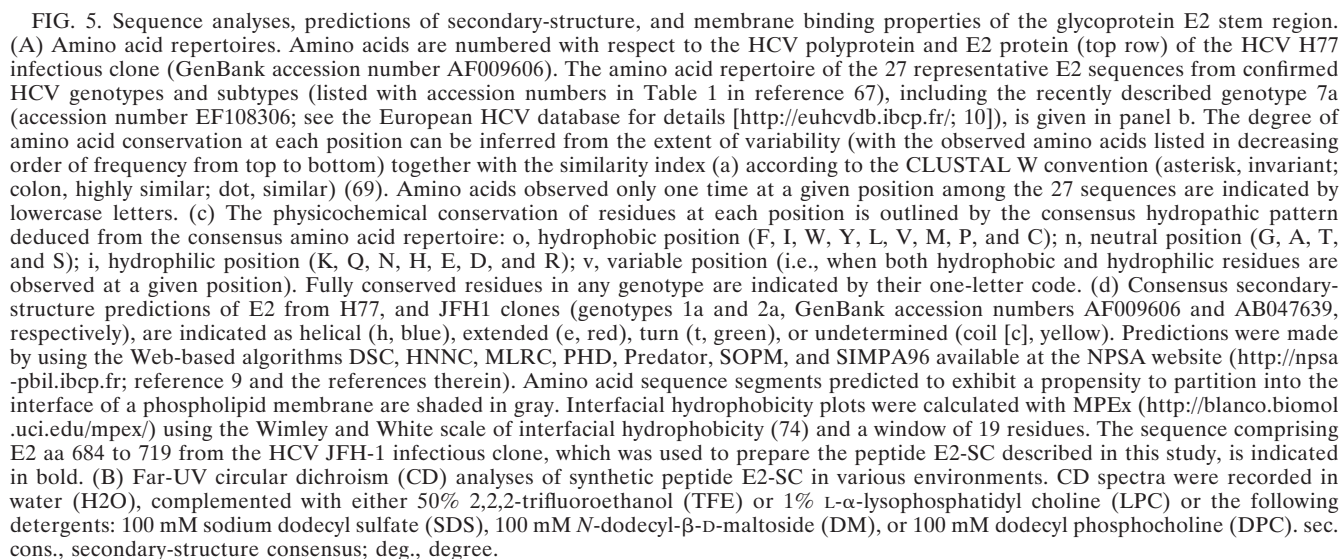 FIG. 5. Sequence analyses, predictions of secondary-structure, and membrane binding properties of the glycoprotein E2 stem region.
(A) Amino acid repertoires. Amino acids are numbered with respect to the HCV polyprotein and E2 protein (top row) of the HCV H77
infectious clone (GenBank accession number AF009606). The amino acid repertoire of the 27 representative E2 sequences from confirmed
HCV genotypes and subtypes (listed with accession numbers in Table 1 in reference 67), including the recently described genotype 7a
(accession number EF108306; see the European HCV database for details [http://euhcvdb.ibcp.fr/; 10]), is given in panel b. The degree of
amino acid conservation at each position can be inferred from the extent of variability (with the observed amino acids listed in decreasing
order of frequency from top to bottom) together with the similarity index (a) according to the CLUSTAL W convention (asterisk, invariant;
colon, highly similar; dot, similar) (69). Amino acids observed only one time at a given position among the 27 sequences are indicated by
lowercase letters. (c) The physicochemical conservation of residues at each position is outlined by the consensus hydropathic pattern
deduced from the consensus amino acid repertoire: o, hydrophobic position (F, I, W, Y, L, V, M, P, and C); n, neutral position (G, A, T,
and S); i, hydrophilic position (K, Q, N, H, E, D, and R); v, variable position (i.e., when both hydrophobic and hydrophilic residues are
observed at a given position). Fully conserved residues in any genotype are indicated by their one-letter code. (d) Consensus secondary-
structure predictions of E2 from H77, and JFH1 clones (genotypes 1a and 2a, GenBank accession numbers AF009606 and AB047639,
respectively), are indicated as helical (h, blue), extended (e, red), turn (t, green), or undetermined (coil [c], yellow). Predictions were made
by using the Web-based algorithms DSC, HNNC, MLRC, PHD, Predator, SOPM, and SIMPA96 available at the NPSA website (http://npsa
-pbil.ibcp.fr; reference 9 and the references therein). Amino acid sequence segments predicted to exhibit a propensity to partition into the
interface of a phospholipid membrane are shaded in gray. Interfacial hydrophobicity plots were calculated with MPEx (http://blanco.biomol
.uci.edu/mpex/) using the Wimley and White scale of interfacial hydrophobicity (74) and a window of 19 residues. The sequence comprising
E2 aa 684 to 719 from the HCV JFH-1 infectious clone, which was used to prepare the peptide E2-SC described in this study, is indicated
in bold. (B) Far-UV circular dichroism (CD) analyses of synthetic peptide E2-SC in various environments. CD spectra were recorded in
water (H2O), complemented with either 50% 2,2,2-trifluoroethanol (TFE) or 1% L-α-lysophosphatidyl choline (LPC) or the following
detergents: 100 mM sodium dodecyl sulfate (SDS), 100 mM N-dodecyl-β-D-maltoside (DM), or 100 mM dodecyl phosphocholine (DPC). sec.
cons., secondary-structure consensus; deg., degree.